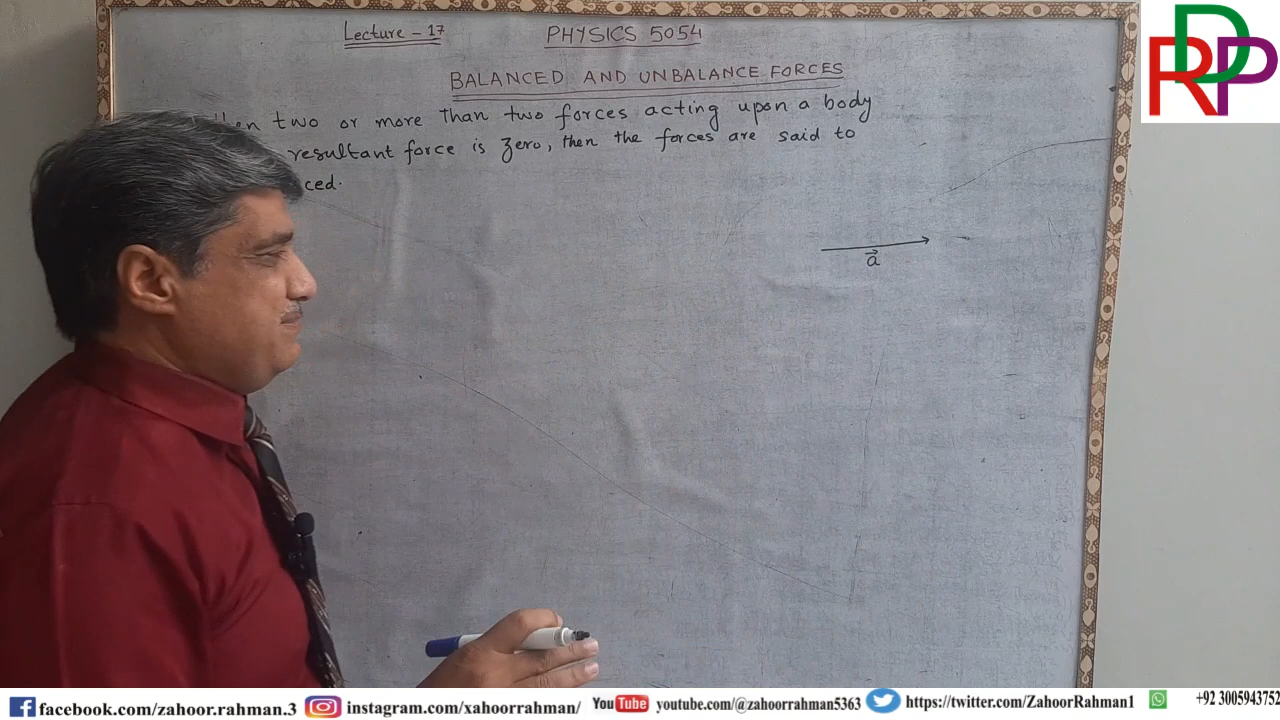 Lecture - 17 PHYSICS 5054
BALANCED AND UNBALANCE FORCES
two or more than two forces acting upon a body
resultant force is zero, then the forces are said to
a
DRPP
facebook.com/zahoor.rahman.3 instagram.com/xahoorrahman/ YouTube youtube.com/@zahoorrahman5363 https://twitter.com/ZahoorRahman1 +92 3005943752